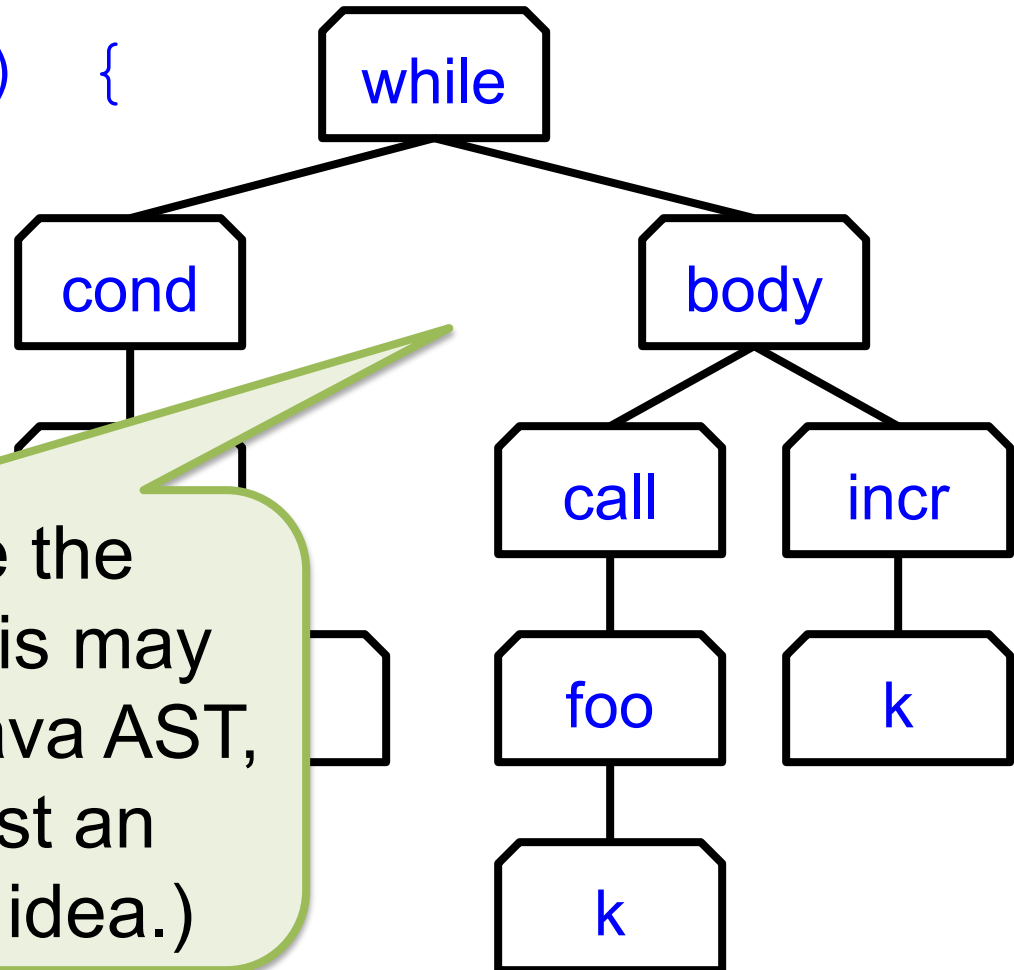 ) {
while
cond
body
call
incr
e the
is may
ava AST,
st an
idea.)
foo
k
k